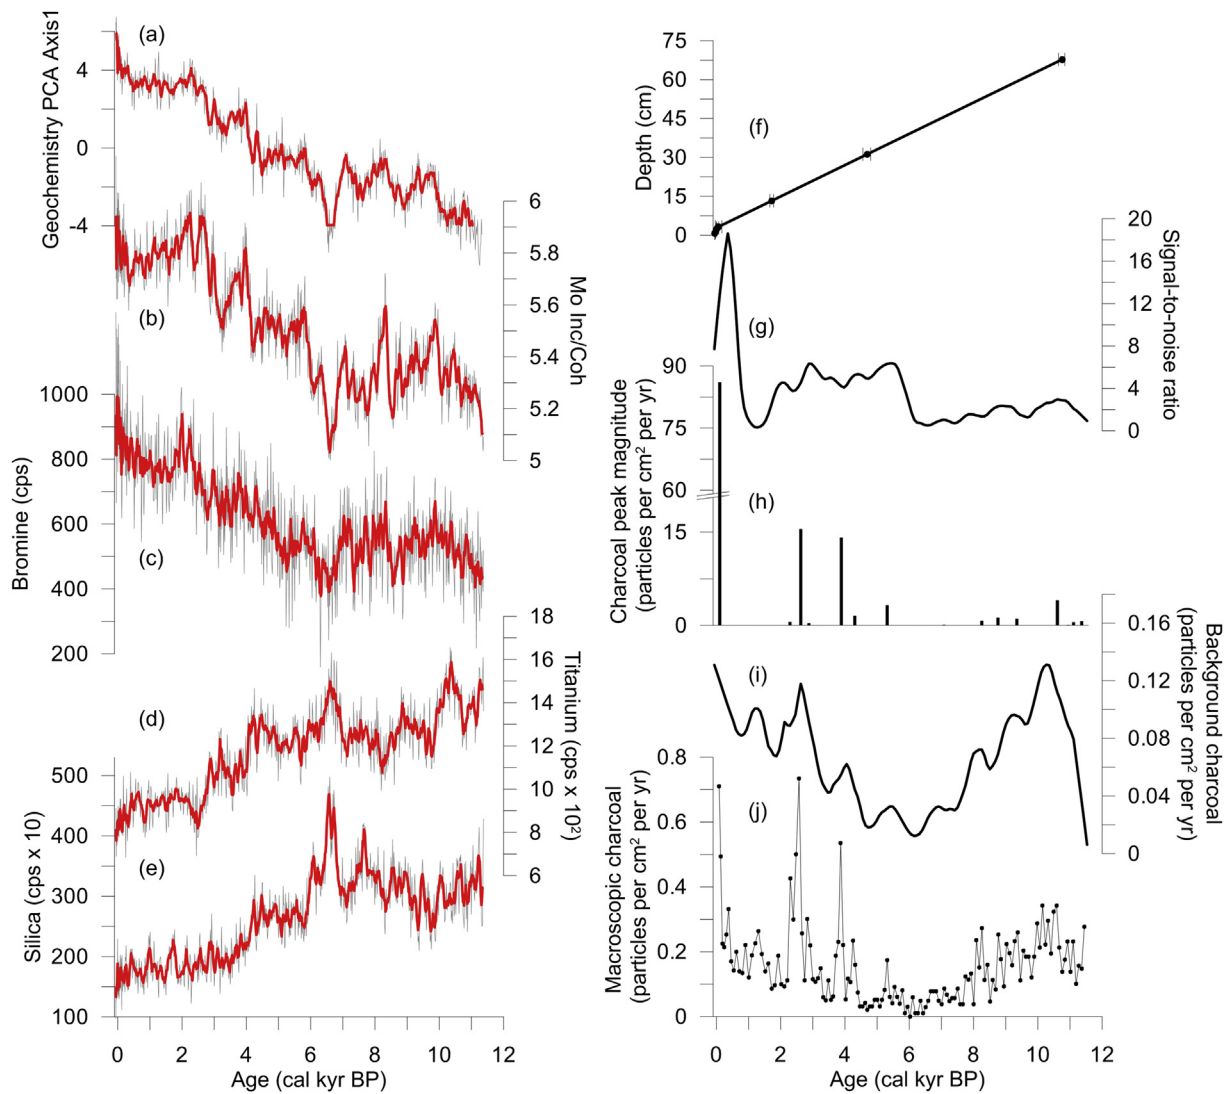 (a)
Geochemistry PCA Axis1
4
0
-4
6
5.8
5.6
5.4
5.2
5
Mo Inc/Coh
(b)
1000
800
600
400
200
Bromine (cps)
(c)
18
16
14
12
10
8
6
Titanium (cps x 10²)
(d)
500
400
300
200
100
Silica (cps x 10)
(e)
0 2 4 6 8 10 12
Age (cal kyr BP)
75
60
45
30
15
0
Depth (cm)
(f)
20
16
12
8
4
0
Signal-to-noise ratio
(g)
90
75
60
15
0
Charcoal peak magnitude
(particles per cm² per yr)
(h)
0.16
0.12
0.08
0.04
0
Background charcoal
(particles per cm² per yr)
(i)
0.8
0.6
0.4
0.2
0
Macroscopic charcoal
(particles per cm² per yr)
(j)
0 2 4 6 8 10 12
Age (cal kyr BP)